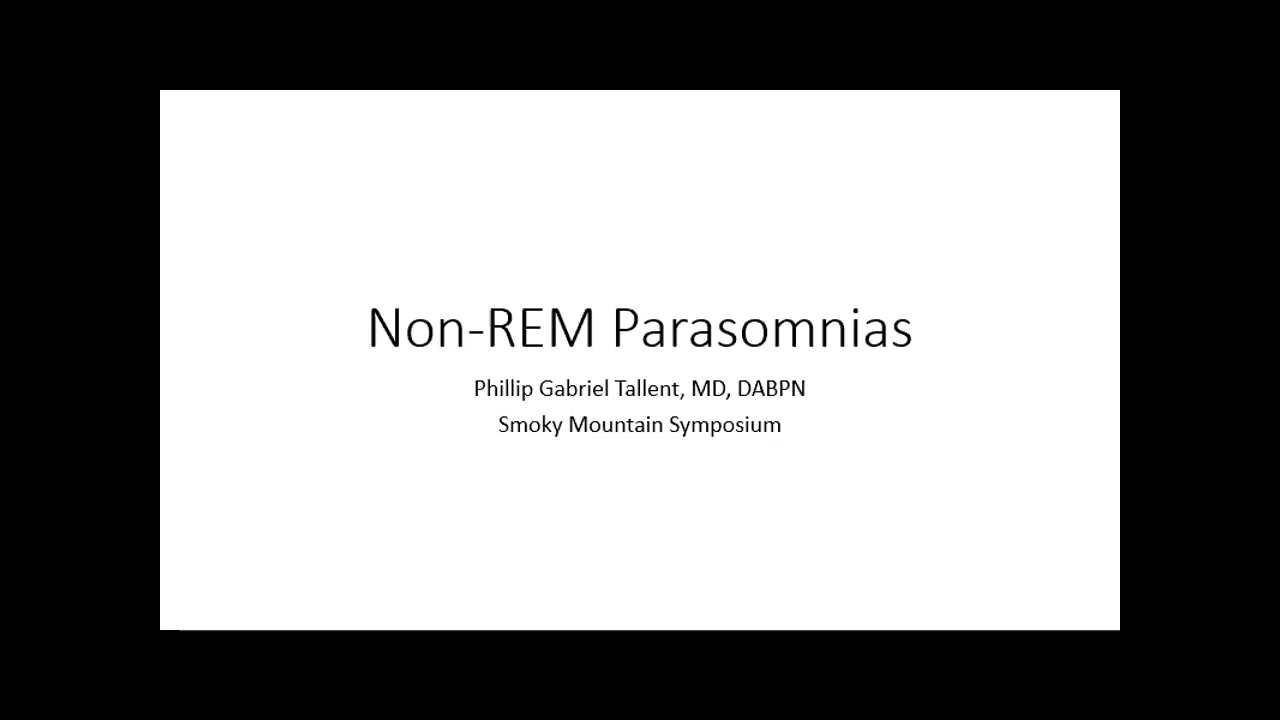 Non-REM Parasomnias
Phillip Gabriel Tallent, MD, DABPN
Smoky Mountain Symposium